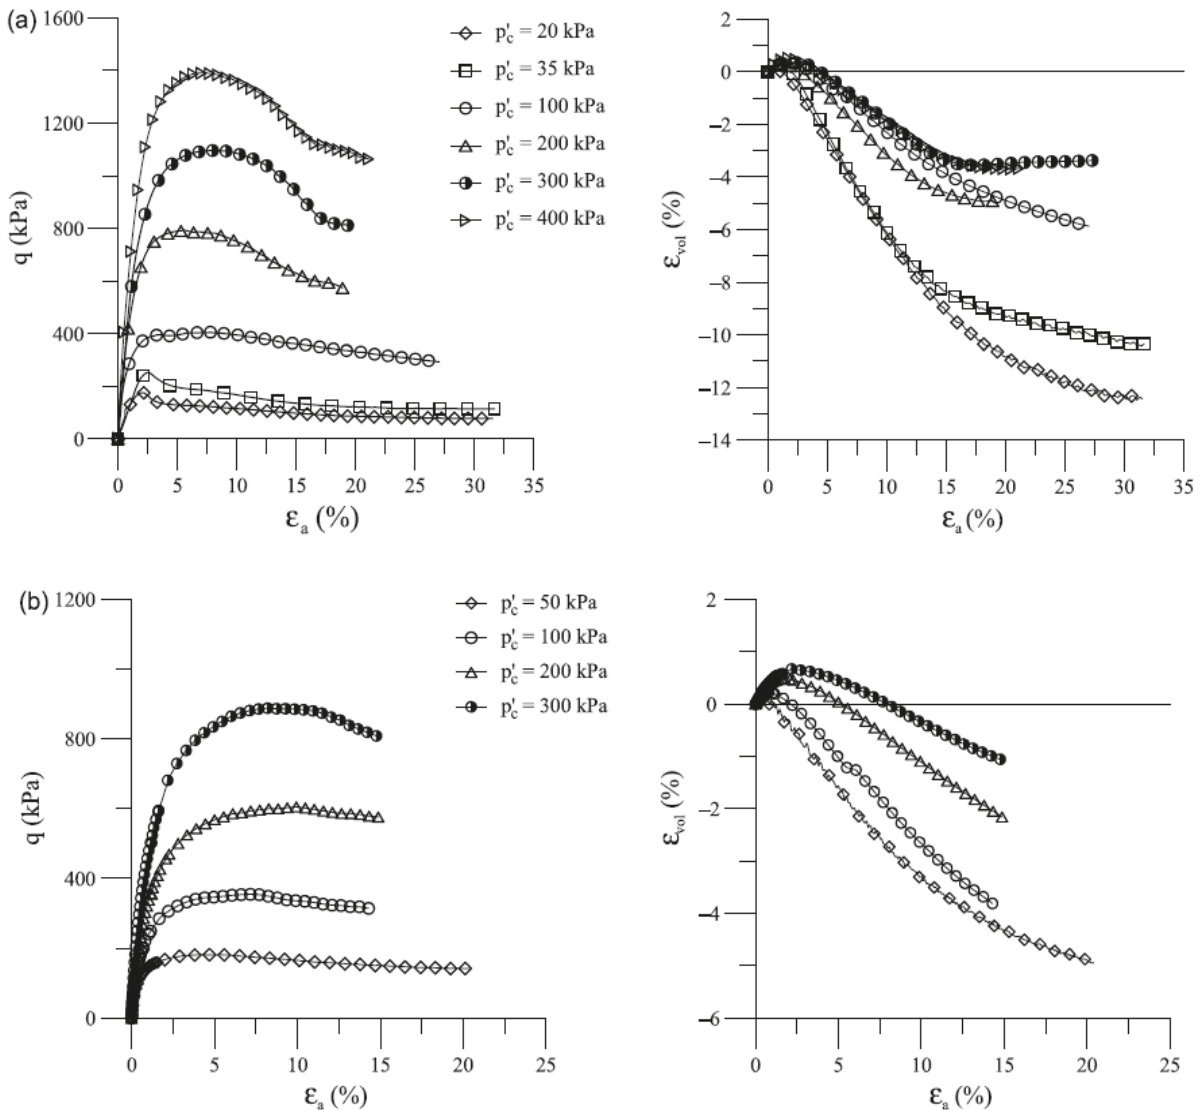 (a)
1600
1200
800
400
0
q (kPa)
0 5 10 15 20 25 30 35
εa (%)
p'c = 20 kPa
p'c = 35 kPa
p'c = 100 kPa
p'c = 200 kPa
p'c = 300 kPa
p'c = 400 kPa
2
0
−2
−4
−6
−8
−10
−12
−14
εvol (%)
0 5 10 15 20 25 30 35
εa (%)
(b)
1200
800
400
0
q (kPa)
0 5 10 15 20 25
εa (%)
p'c = 50 kPa
p'c = 100 kPa
p'c = 200 kPa
p'c = 300 kPa
2
0
−2
−4
−6
εvol (%)
0 5 10 15 20 25
εa (%)